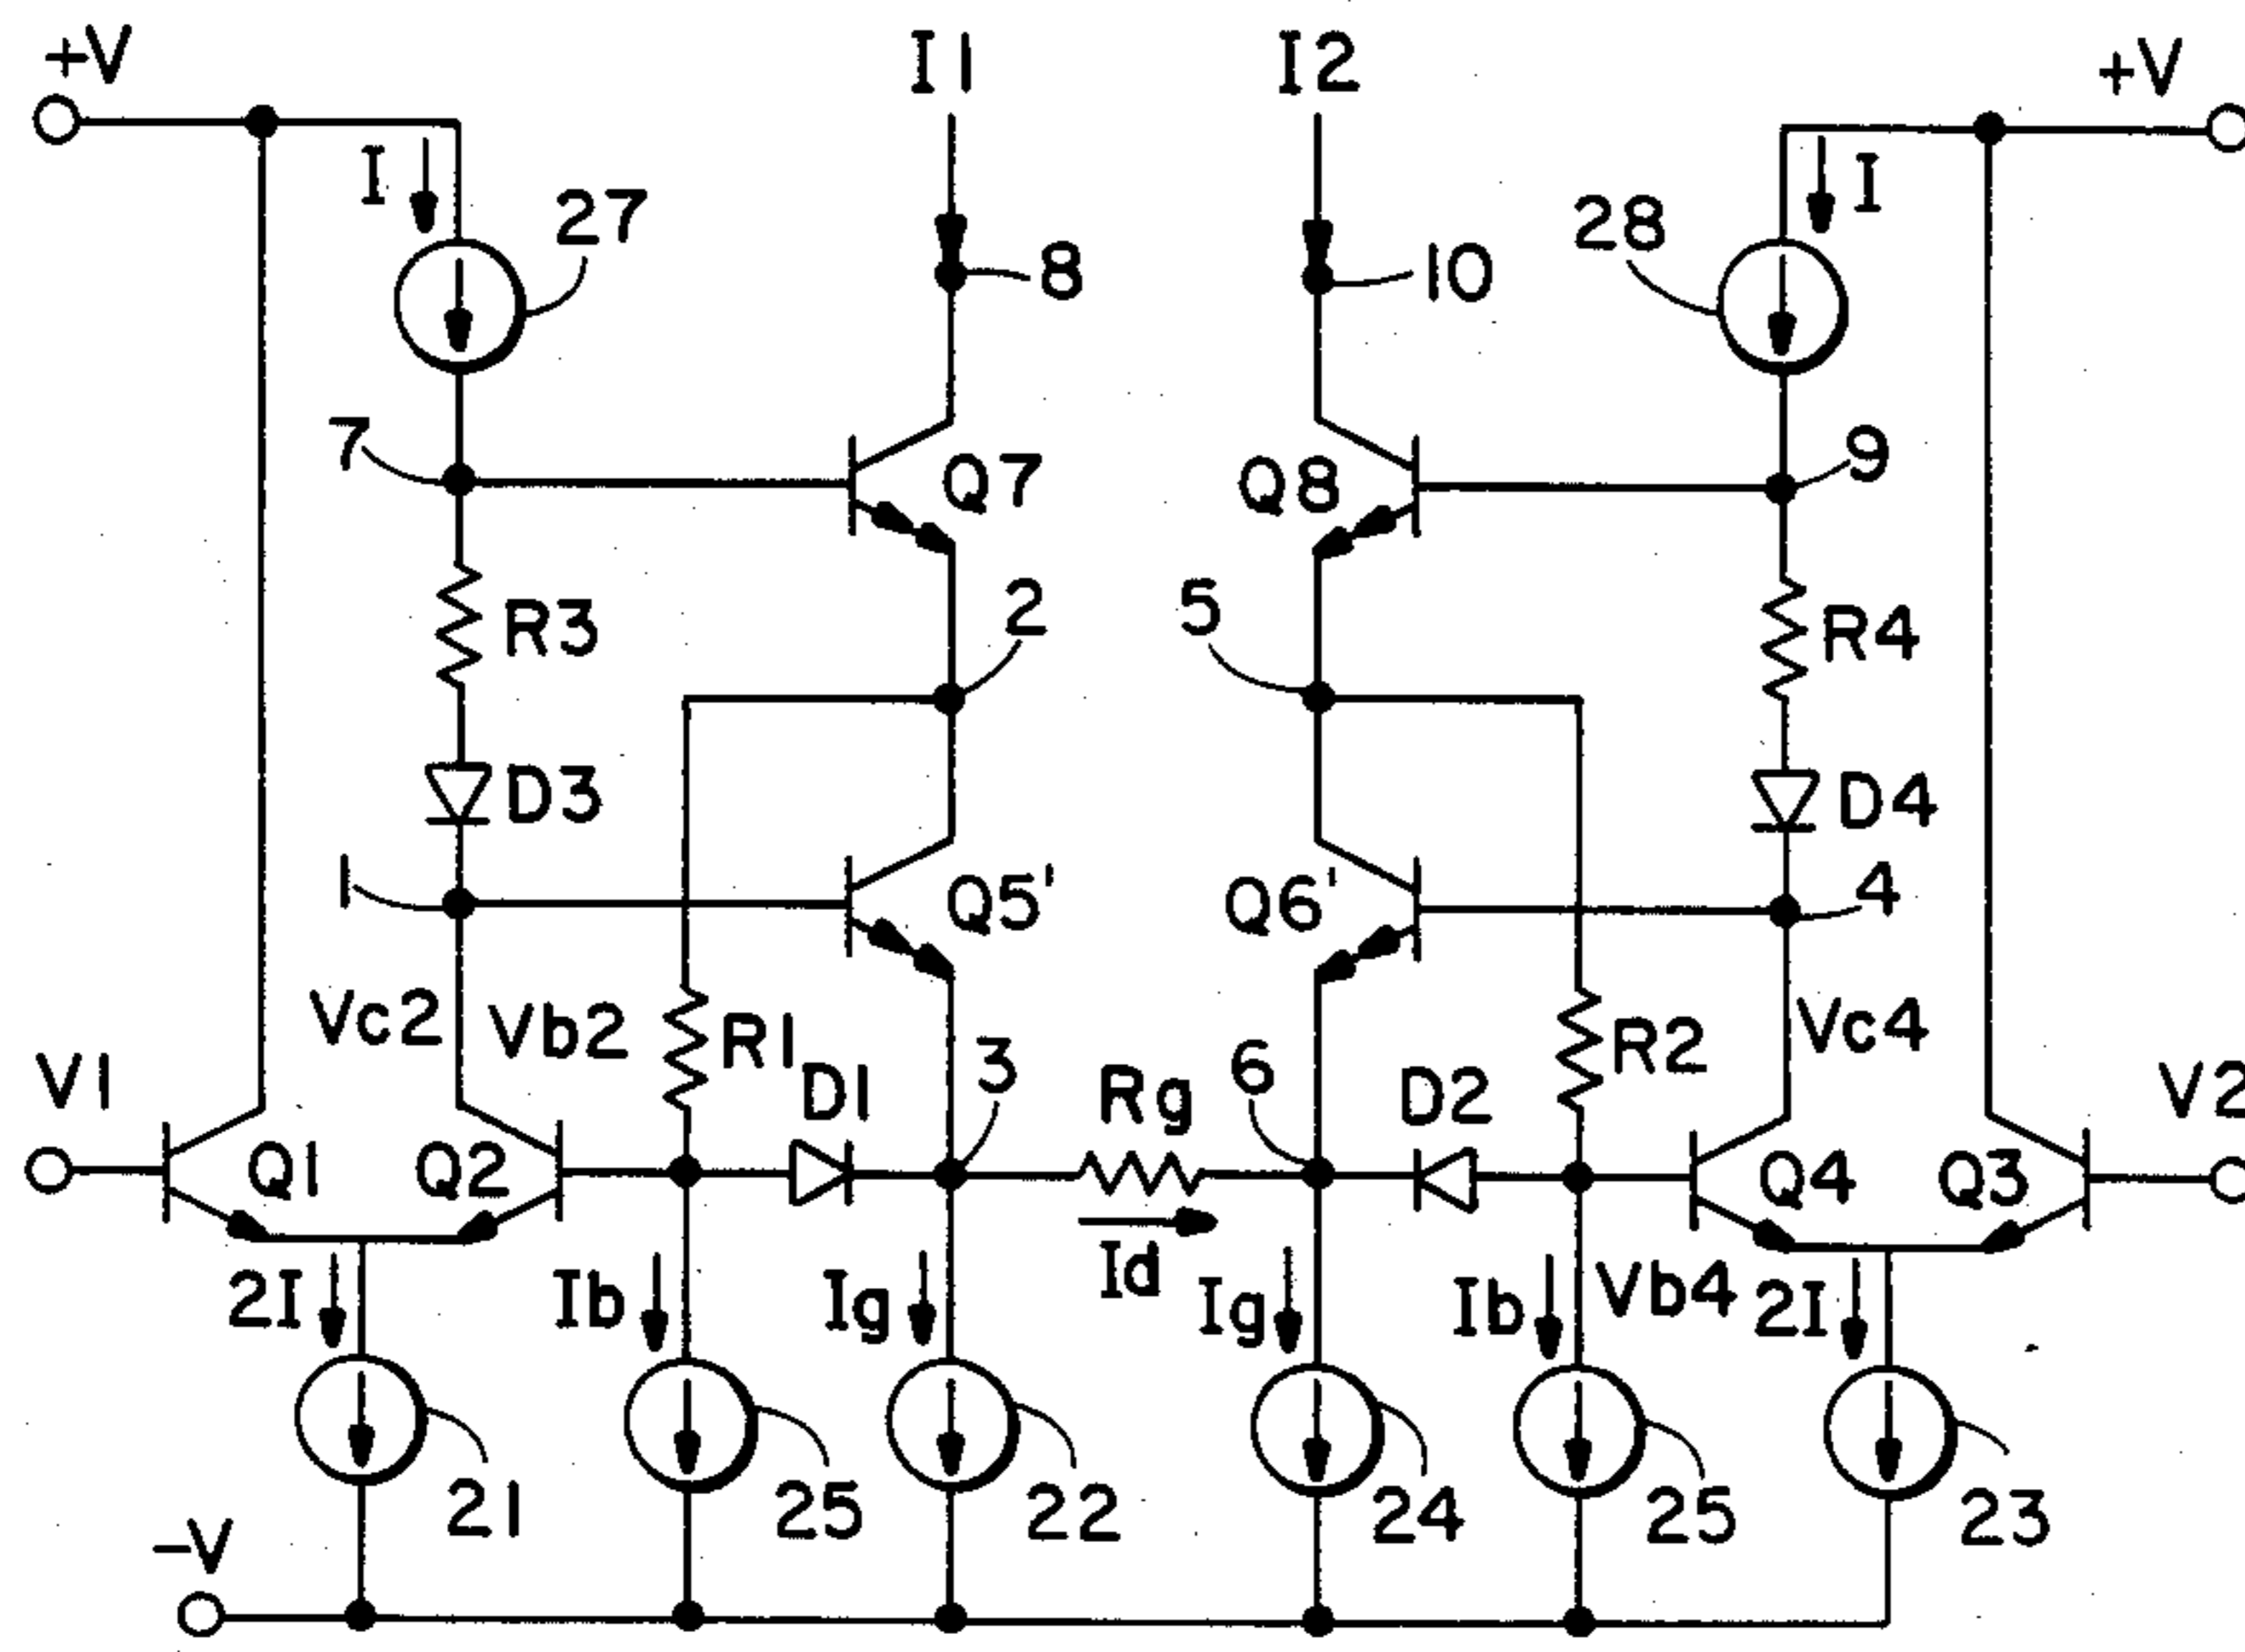 +V I1 I2 +V
I I
27 28
8 10
7 Q7 Q8 9
2 5
R3 R4
D3 D4
1 Q5' Q6' 4
Vc2 Vb2 R1 R2 Vc4
V1 D1 3 Rg 6 D2 V2
Q1 Q2 Q4 Q3
Id
2I Ib Ig Ig Ib Vb4 2I
21 25 22 24 25 23
-V